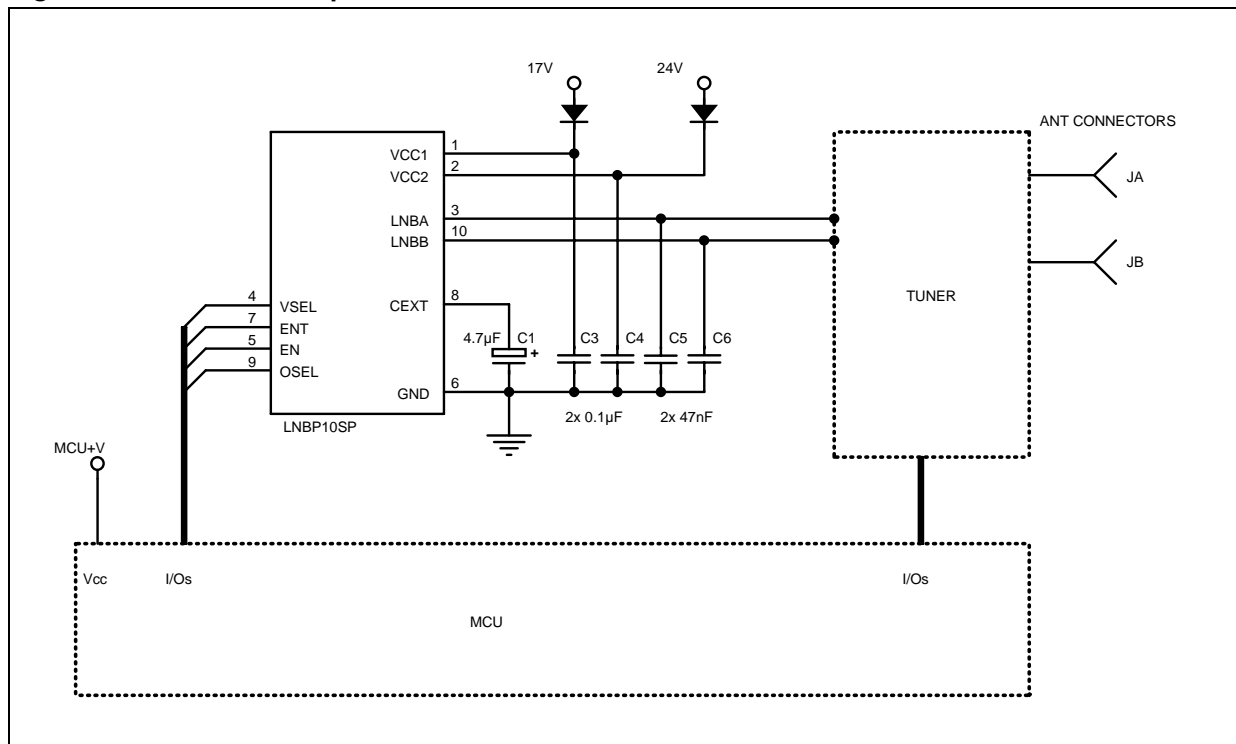 17V
24V
ANT CONNECTORS
VCC1
1
VCC2
2
JA
LNBA
3
LNBB
10
JB
TUNER
4
VSEL
CEXT
8
7
ENT
4.7µF
C1
+
C3
C4
C5
C6
5
EN
9
OSEL
GND
6
2x 0.1µF
2x 47nF
LNBP10SP
MCU+V
Vcc
I/Os
I/Os
MCU